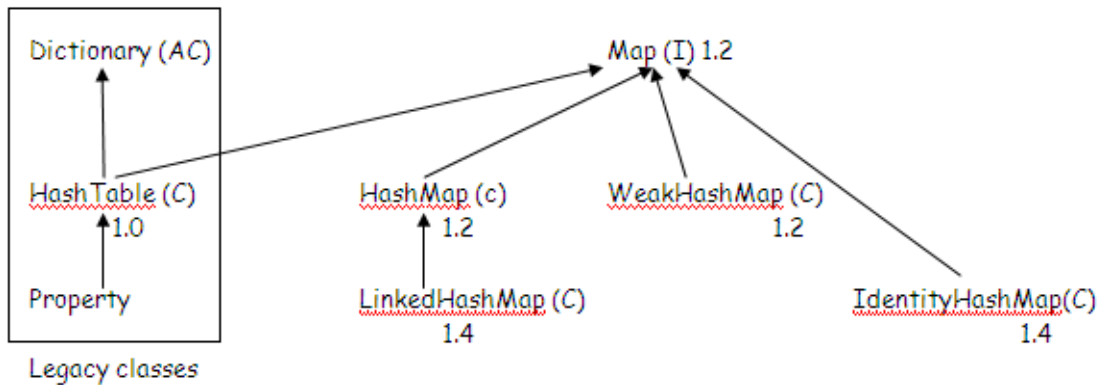 Dictionary (AC)
Map (I) 1.2
HashTable (C)
1.0
HashMap (c)
1.2
WeakHashMap (C)
1.2
Property
LinkedHashMap (C)
1.4
IdentityHashMap(C)
1.4
Legacy classes